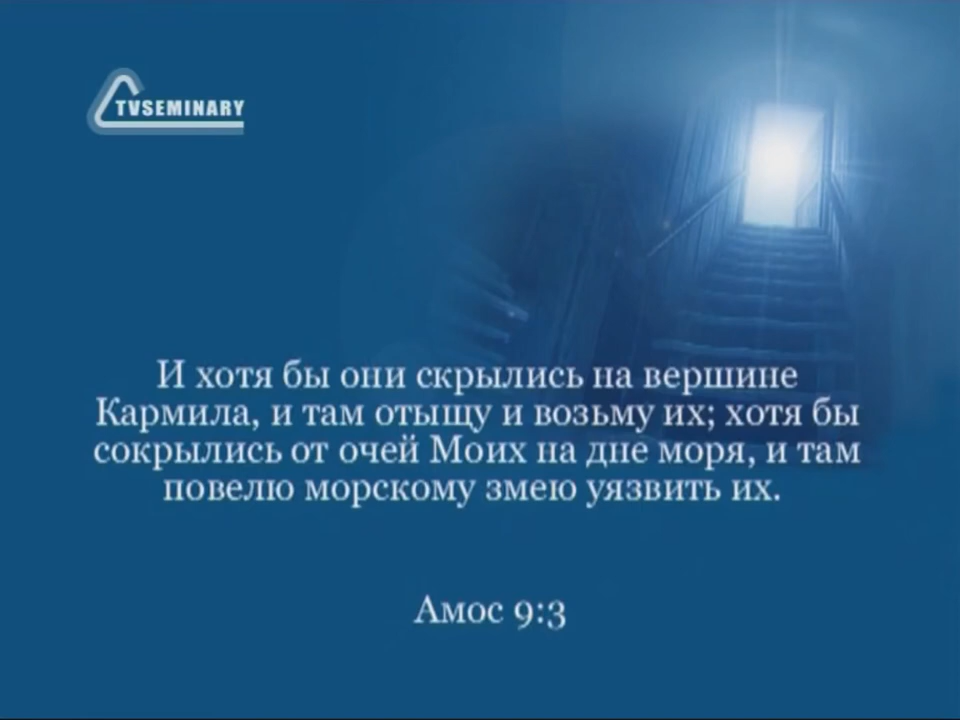 TVSEMINARY
И хотя бы они скрылись на вершине
Кармила, и там отыщу и возьму их; хотя бы
сокрылись от очей Моих на дне моря, и там
повелю морскому змею уязвить их.
Амос 9:3